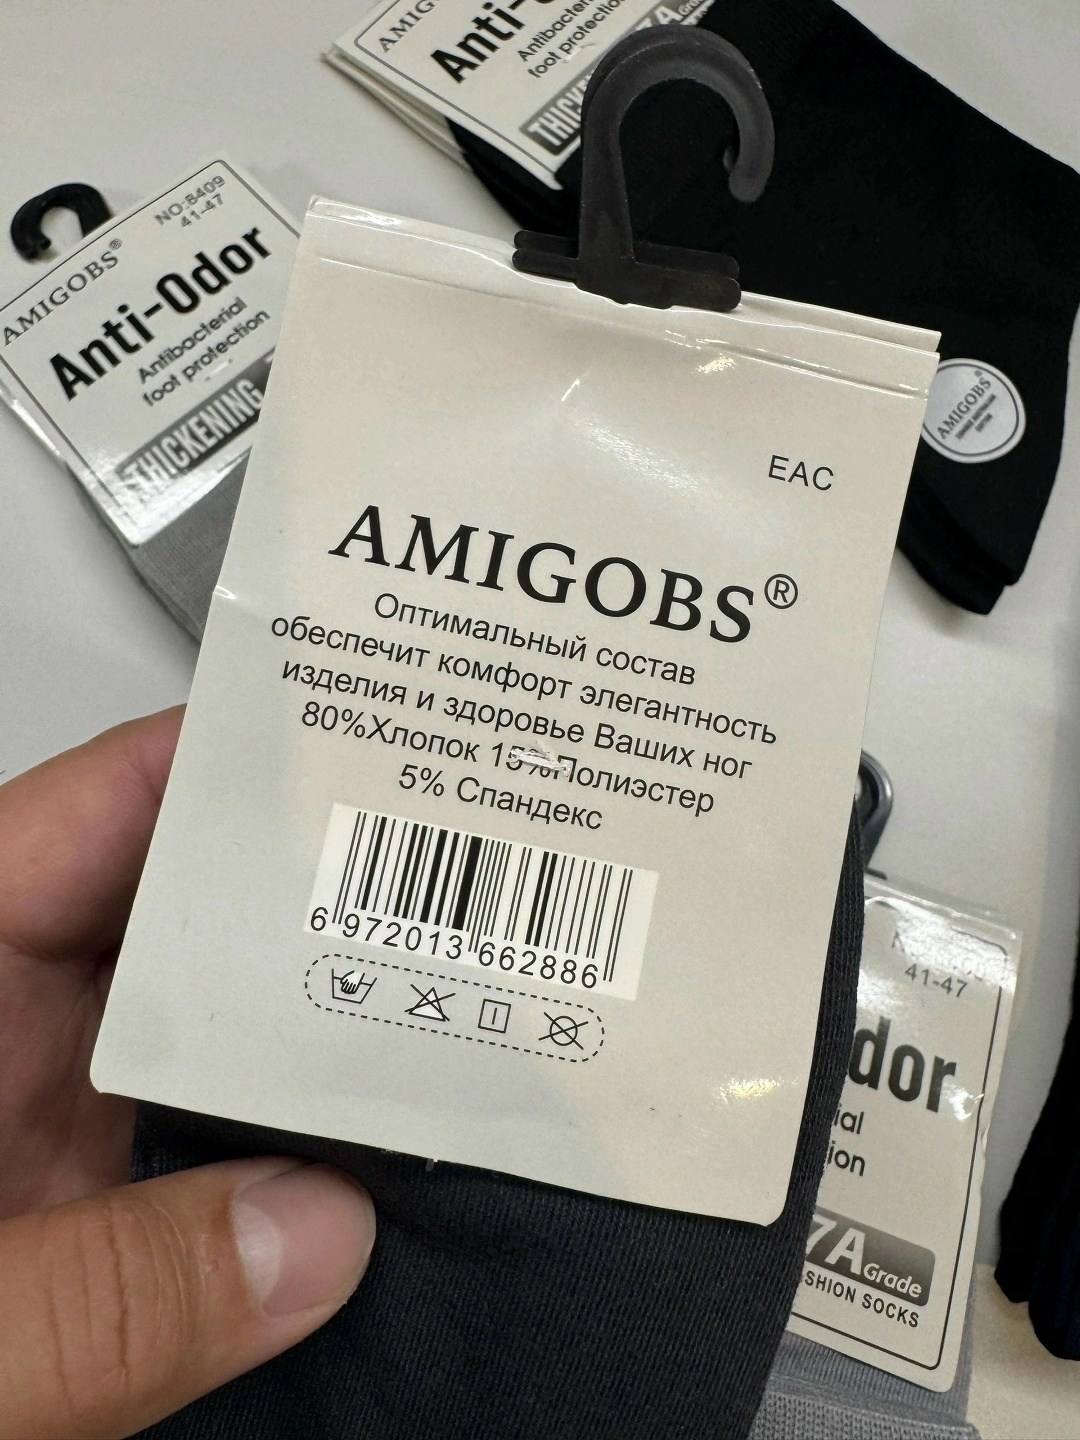 AMIGOBS®
Anti-
Antibacterial
foot protection
NO:8409
41-47
AMIGOBS®
Anti-Odor
Antibacterial
foot protection
THICKENING
AMIGOBS®
EAC
AMIGOBS®
Оптимальный состав
обеспечит комфорт элегантность
изделия и здоровье Ваших ног
80%Хлопок 15%Полиэстер
5% Спандекс
6 972013 662886
41-47
dor
ial
ion
7A Grade
SHION SOCKS